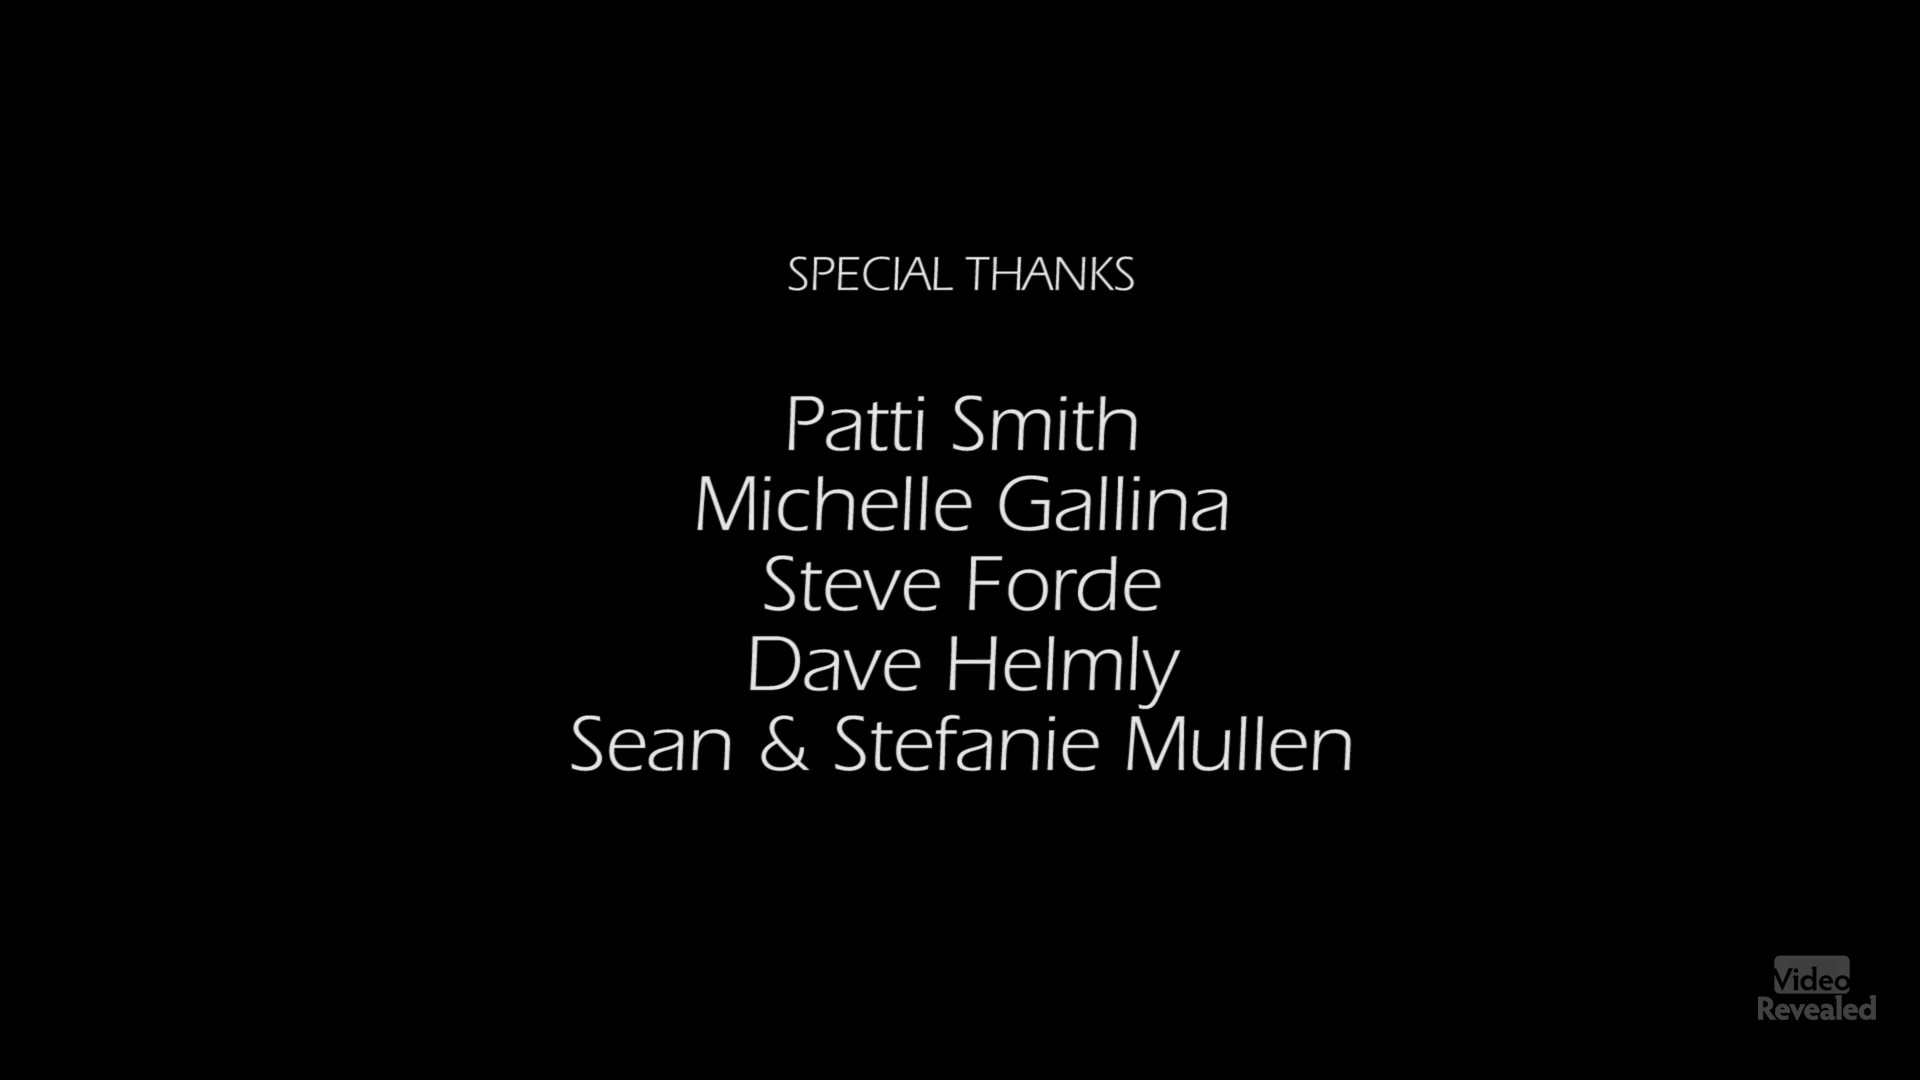 SPECIAL THANKS
Patti Smith
Michelle Gallina
Steve Forde
Dave Helmly
Sean & Stefanie Mullen
Video
Revealed